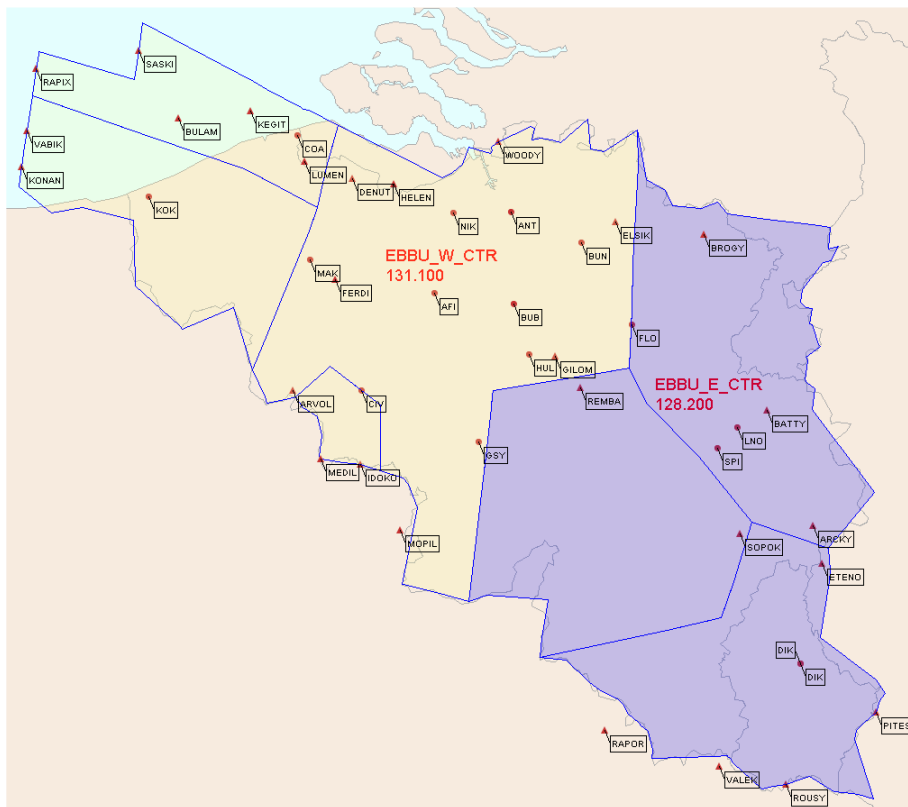 SASKI
RAPIX
KEGIT
BULAM
VABIK
COA
WOODY
LUMEN
KONAN
DENUT
HELEN
KOK
NIK
ANT
ELSIK
BROGY
BUN
EBBU_W_CTR
131.100
MAK
FERDI
AFI
BUB
FLO
HUL
GILOM
EBBU_E_CTR
128.200
ARVOL
CIV
REMBA
BATTY
LNO
GSY
SPI
MEDIL
IDOKO
MOPIL
SOPOK
ARCKY
ETENO
DIK
DIK
PITES
RAPOR
VALEK
ROUSY